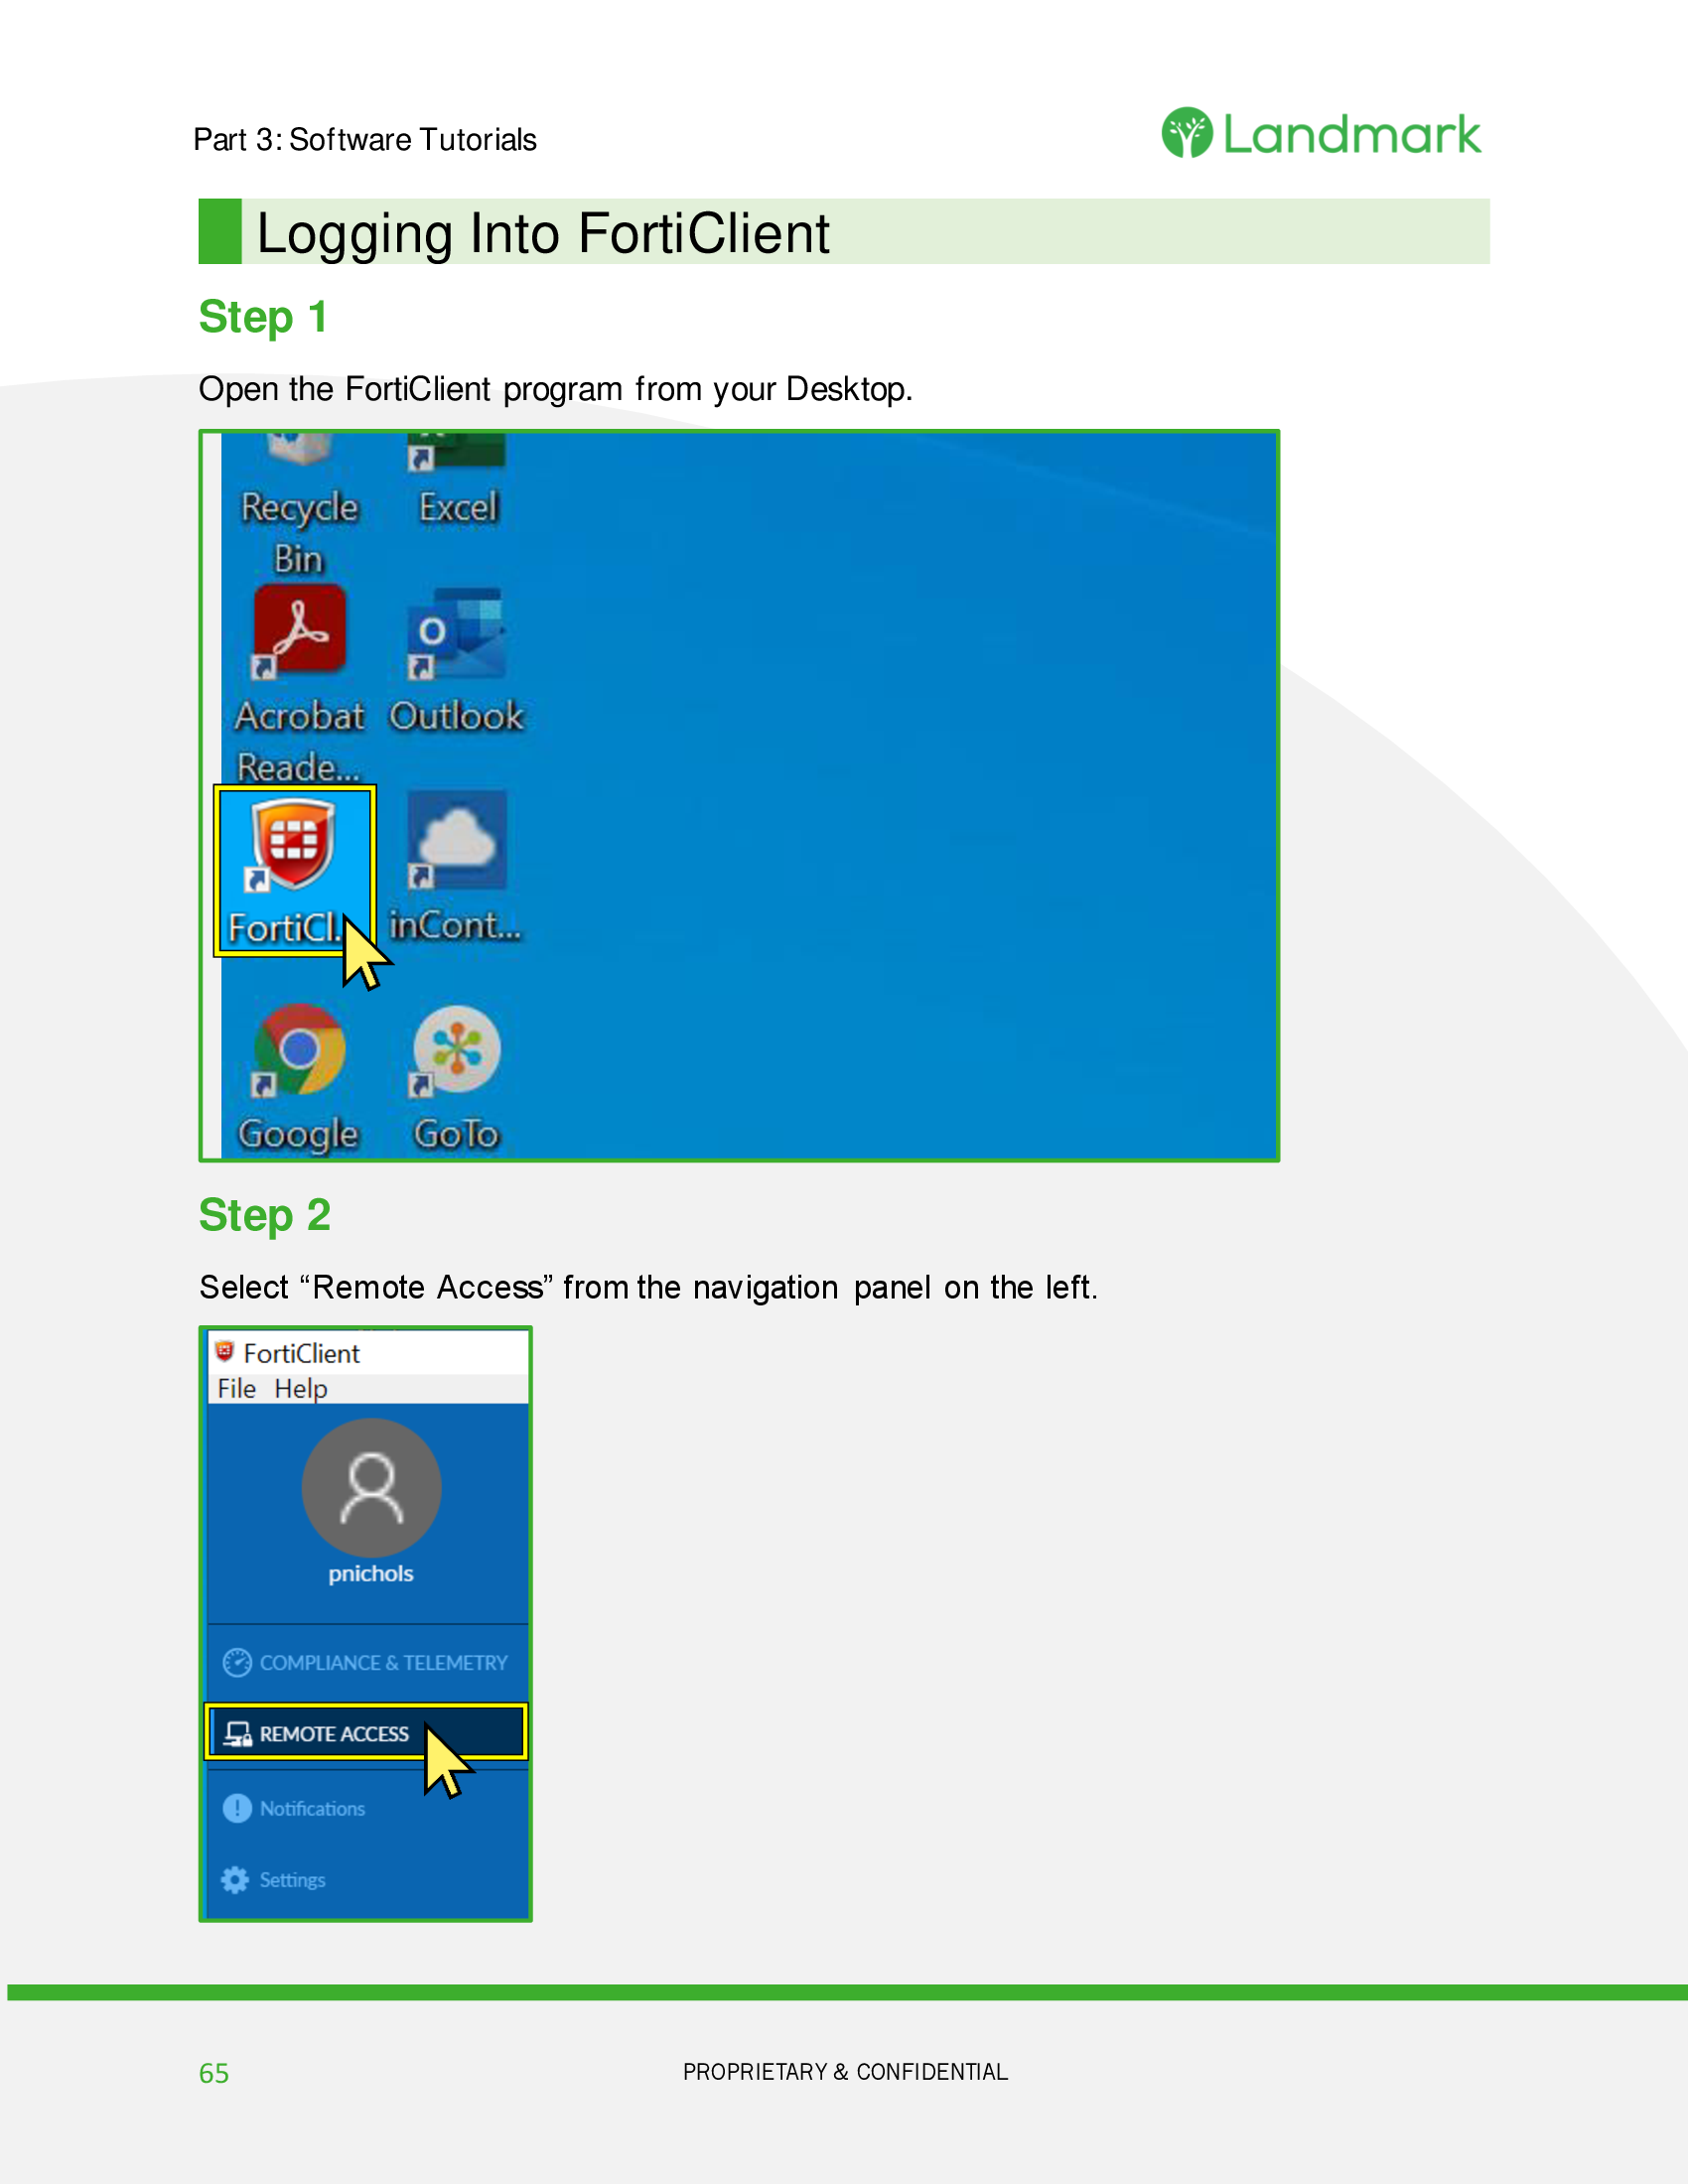 Part 3: Software Tutorials
Landmark
Logging Into FortiClient
Step 1
Open the FortiClient program from your Desktop.
Recycle Excel
Bin
Acrobat Outlook
Reade...
FortiCl. inCont...
Google GoTo
Step 2
Select “Remote Access” from the navigation panel on the left.
FortiClient
File Help
pnichols
COMPLIANCE & TELEMETRY
REMOTE ACCESS
Notifications
Settings
65 PROPRIETARY & CONFIDENTIAL